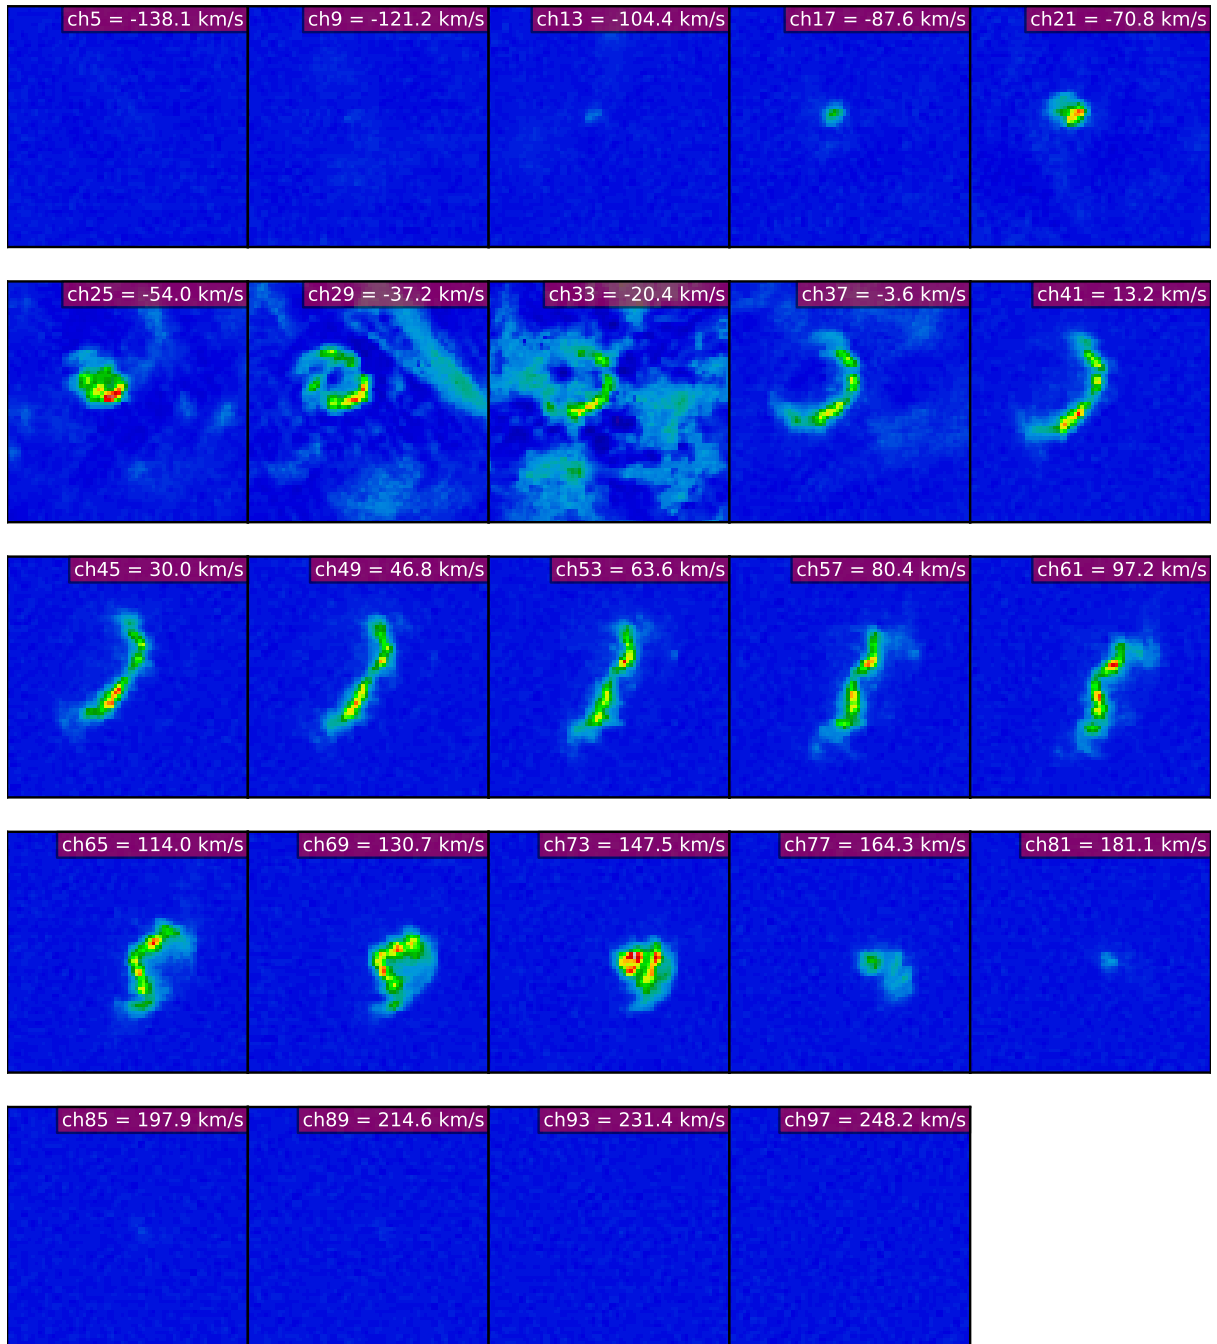 ch5 = -138.1 km/s
ch9 = -121.2 km/s
ch13 = -104.4 km/s
ch17 = -87.6 km/s
ch21 = -70.8 km/s
ch25 = -54.0 km/s
ch29 = -37.2 km/s
ch33 = -20.4 km/s
ch37 = -3.6 km/s
ch41 = 13.2 km/s
ch45 = 30.0 km/s
ch49 = 46.8 km/s
ch53 = 63.6 km/s
ch57 = 80.4 km/s
ch61 = 97.2 km/s
ch65 = 114.0 km/s
ch69 = 130.7 km/s
ch73 = 147.5 km/s
ch77 = 164.3 km/s
ch81 = 181.1 km/s
ch85 = 197.9 km/s
ch89 = 214.6 km/s
ch93 = 231.4 km/s
ch97 = 248.2 km/s